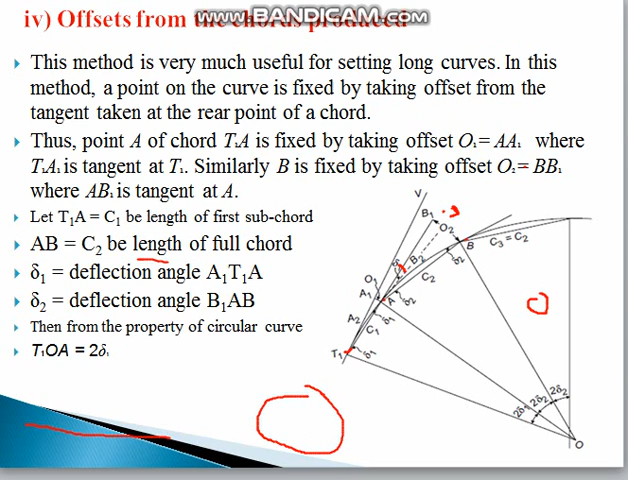 iv) Offsets from the chords produced
WWW.BANDICAM.COM
This method is very much useful for setting long curves. In this
method, a point on the curve is fixed by taking offset from the
tangent taken at the rear point of a chord.
Thus, point A of chord T₁A is fixed by taking offset O₁= AA₁ where
T₁A₁ is tangent at T₁. Similarly B is fixed by taking offset O₂= BB₁
where AB₁ is tangent at A.
Let T₁A = C₁ be length of first sub-chord
AB = C₂ be length of full chord
δ₁ = deflection angle A₁T₁A
δ₂ = deflection angle B₁AB
Then from the property of circular curve
T₁OA = 2δ₁
V
B₁
O₂
B
C₃ = C₂
B₂
δ₂
C₂
δ₂
O₁
A₁
A
δ₂
A₂
δ₁
C₁
T₁
δ₁
2δ₁
2δ₂
2δ₂
O